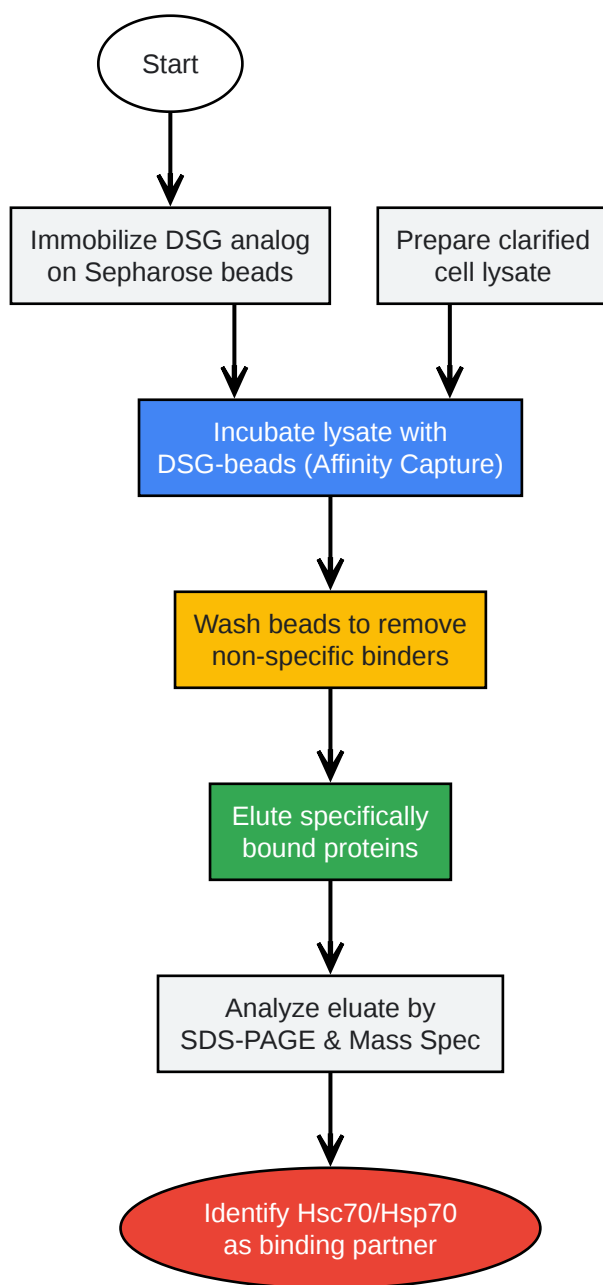 Start
Immobilize DSG analog
on Sepharose beads
Prepare clarified
cell lysate
Incubate lysate with
DSG-beads (Affinity Capture)
Wash beads to remove
non-specific binders
Elute specifically
bound proteins
Analyze eluate by
SDS-PAGE & Mass Spec
Identify Hsc70/Hsp70
as binding partner